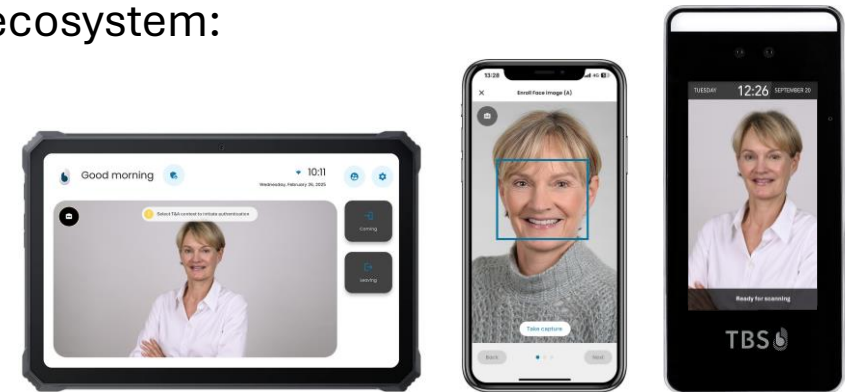 ecosystem:
Good morning
10:11
Wednesday, February 26, 2025
Select T&A context to initiate authentication
Coming
Leaving
13:28
4G
Enroll Face Image (A)
Take capture
Back
Next
TUESDAY 12:26 SEPTEMBER 20
Ready for scanning
TBS